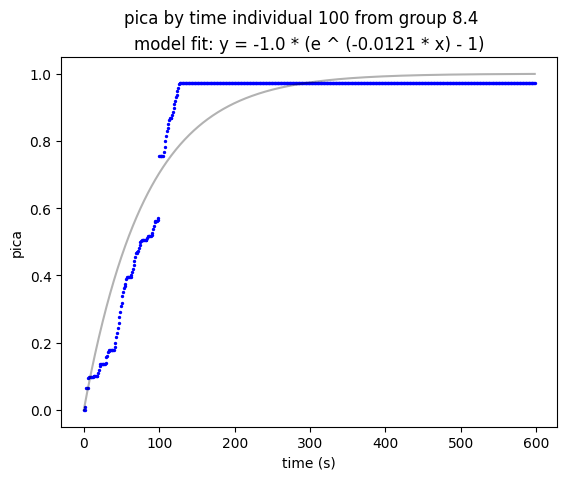 pica by time individual 100 from group 8.4
model fit: y = -1.0 * (e ^ (-0.0121 * x) - 1)
1.0
0.8
0.6
0.4
0.2
0.0
pica
0 100 200 300 400 500 600
time (s)